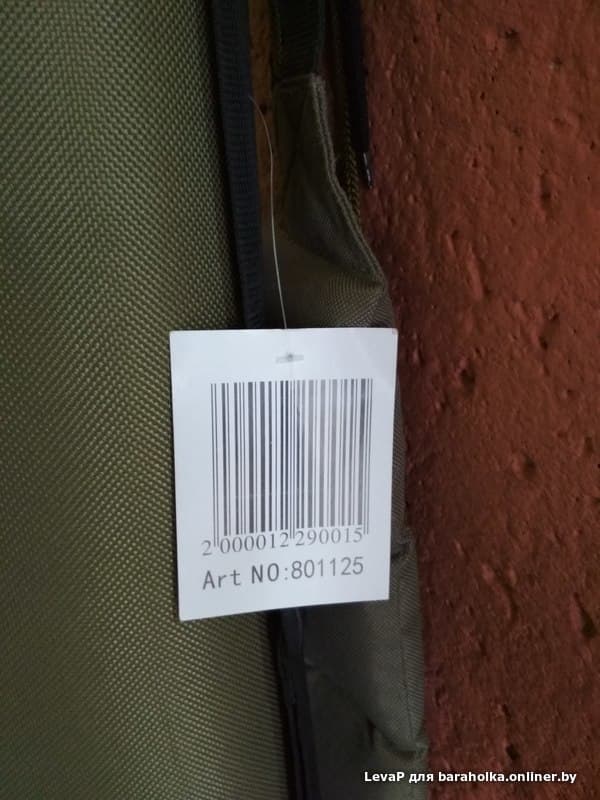 2 000012 290015
Art NO:801125
LevaP для baraholka.onliner.by